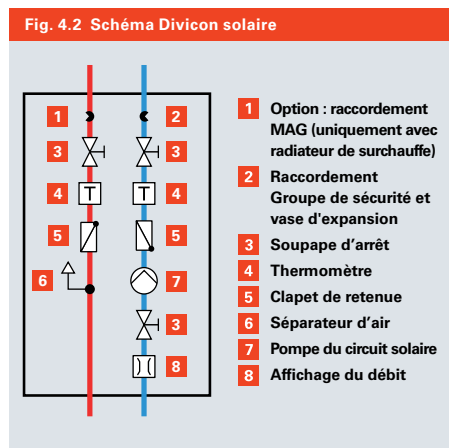 Fig. 4.2 Schéma Divicon solaire
1 2
3 3
4 T T 4
5 5
6 7
3
8
1 Option : raccordement
MAG (uniquement avec
radiateur de surchauffe)
2 Raccordement
Groupe de sécurité et
vase d'expansion
3 Soupape d’arrêt
4 Thermomètre
5 Clapet de retenue
6 Séparateur d’air
7 Pompe du circuit solaire
8 Affichage du débit